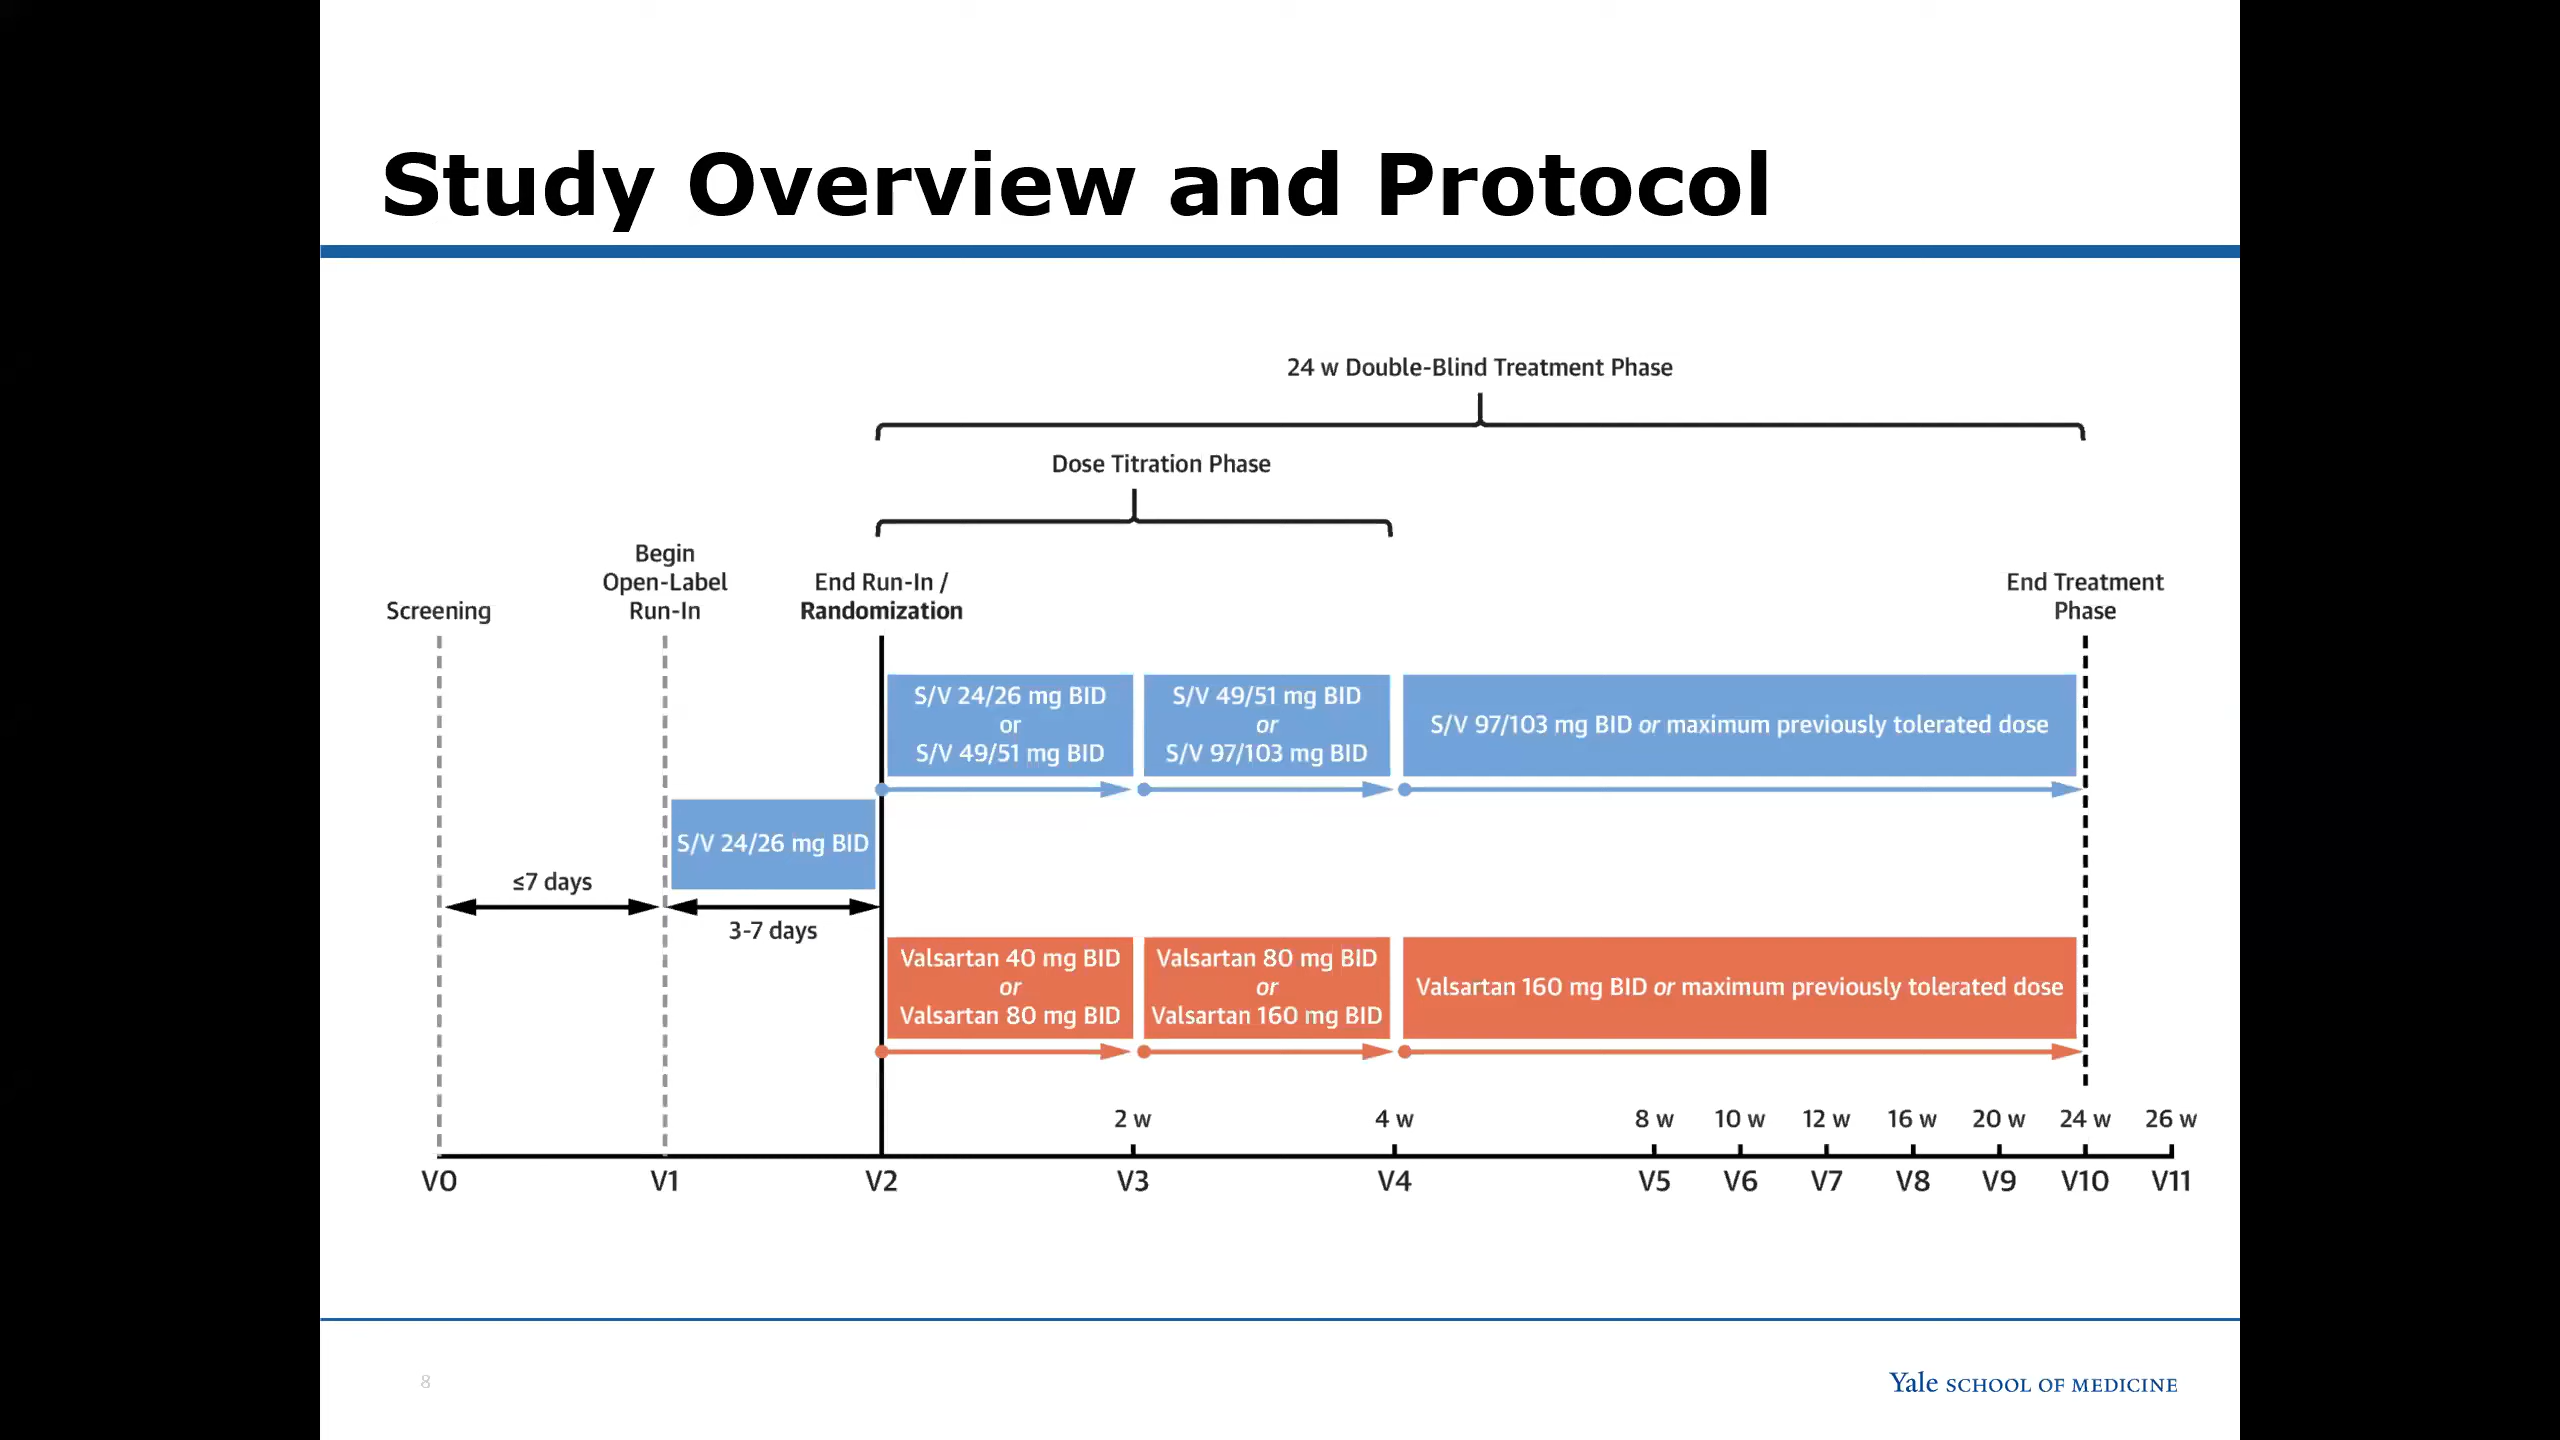 Study Overview and Protocol
24 w Double-Blind Treatment Phase
Dose Titration Phase
Screening
Begin
Open-Label
Run-In
End Run-In /
Randomization
End Treatment
Phase
S/V 24/26 mg BID
or
S/V 49/51 mg BID
S/V 49/51 mg BID
or
S/V 97/103 mg BID
S/V 97/103 mg BID or maximum previously tolerated dose
S/V 24/26 mg BID
≤7 days
3-7 days
Valsartan 40 mg BID
or
Valsartan 80 mg BID
Valsartan 80 mg BID
or
Valsartan 160 mg BID
Valsartan 160 mg BID or maximum previously tolerated dose
2 w 4 w 8 w 10 w 12 w 16 w 20 w 24 w 26 w
V0 V1 V2 V3 V4 V5 V6 V7 V8 V9 V10 V11
8
Yale SCHOOL OF MEDICINE